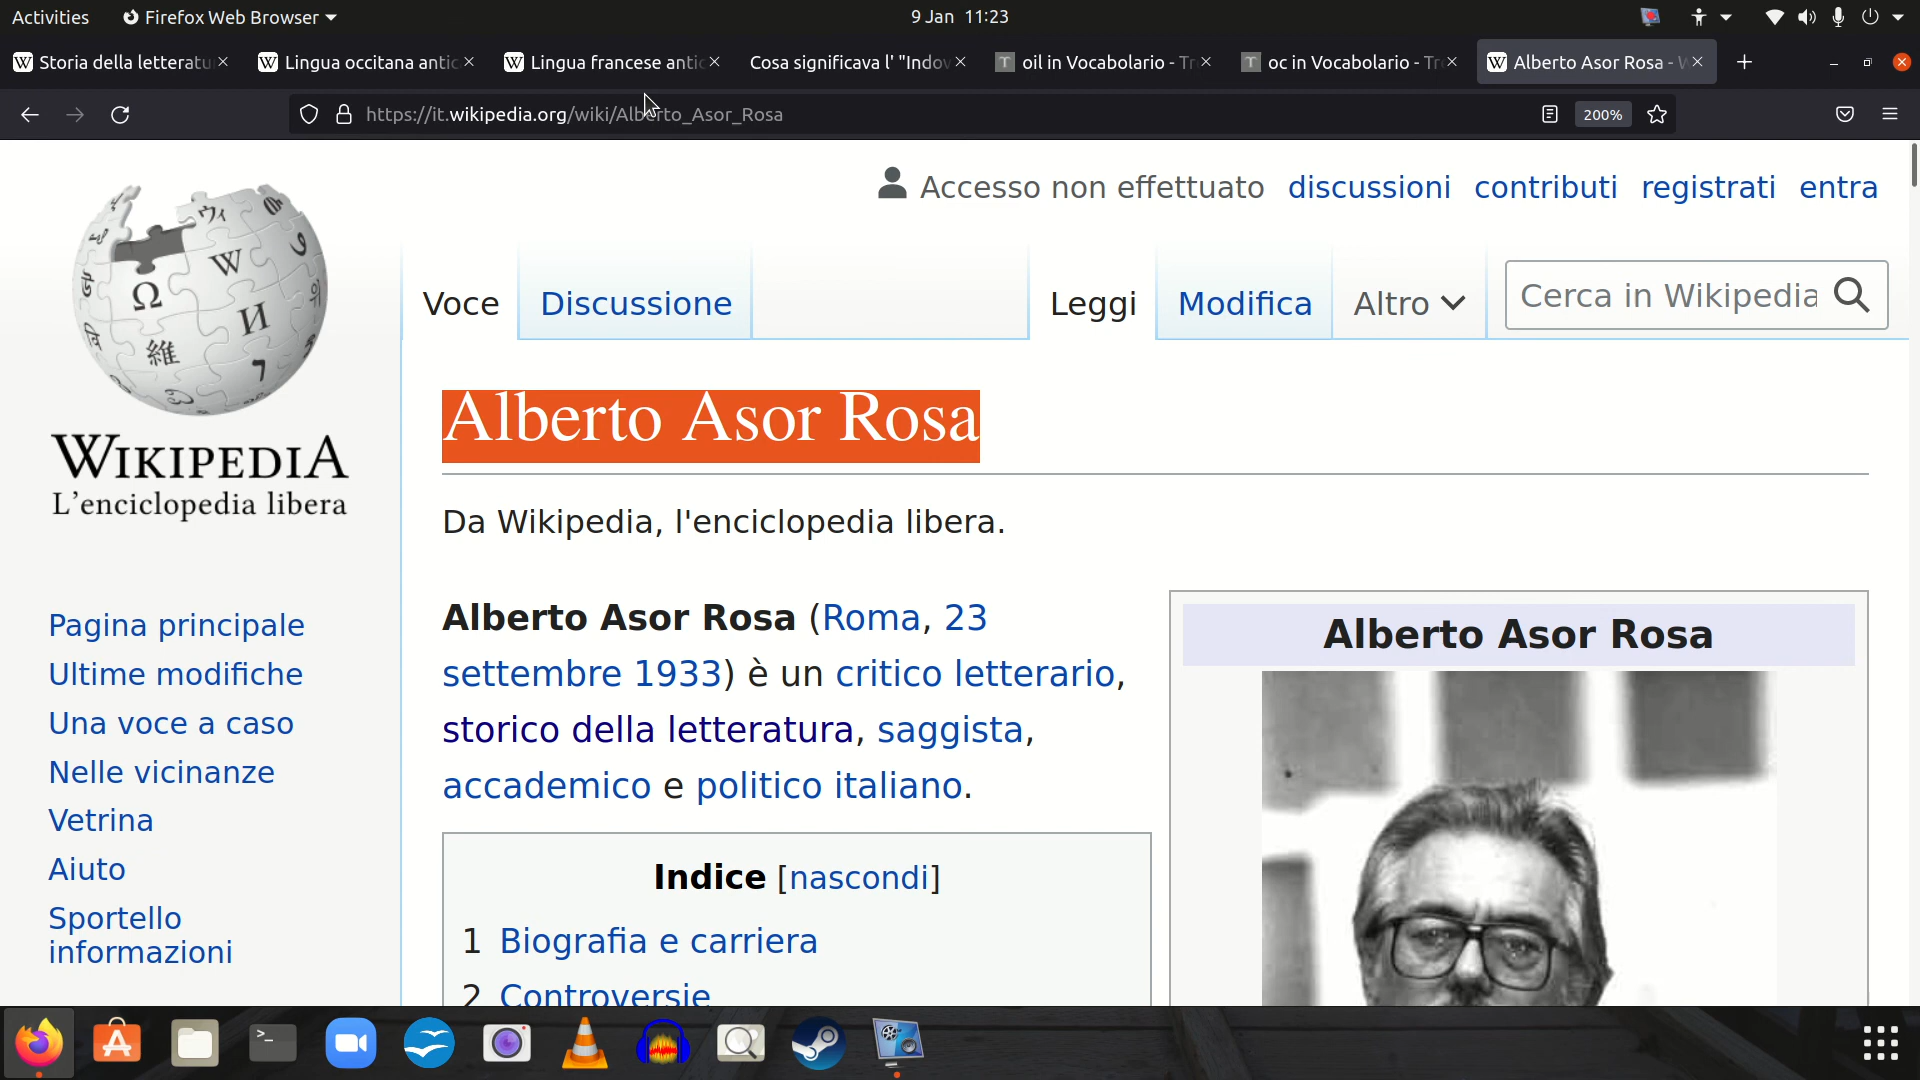 Activities Firefox Web Browser 9 Jan 11:23
Storia della letteratu Lingua occitana antic Lingua francese antic Cosa significava l' "Indov oil in Vocabolario - Tr oc in Vocabolario - Tr Alberto Asor Rosa - W
https://it.wikipedia.org/wiki/Alberto_Asor_Rosa 200%
Accesso non effettuato discussioni contributi registrati entra
Voce Discussione Leggi Modifica Altro Cerca in Wikipedia
WIKIPEDIA
L'enciclopedia libera
Pagina principale
Ultime modifiche
Una voce a caso
Nelle vicinanze
Vetrina
Aiuto
Sportello
informazioni
Alberto Asor Rosa
Da Wikipedia, l'enciclopedia libera.
Alberto Asor Rosa (Roma, 23
settembre 1933) è un critico letterario,
storico della letteratura, saggista,
accademico e politico italiano.
Indice [nascondi]
1 Biografia e carriera
2 Controversie
Alberto Asor Rosa